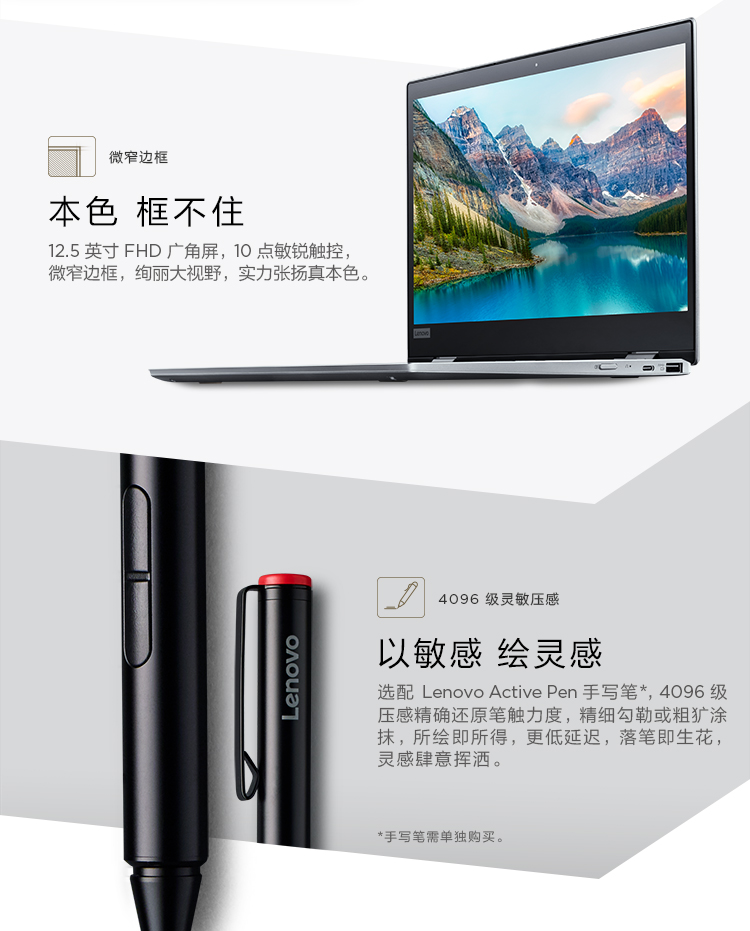 微窄边框
本色 框不住
12.5 英寸 FHD 广角屏，10 点敏锐触控，
微窄边框，绚丽大视野，实力张扬真本色。
Lenovo
4096 级灵敏压感
以敏感 绘灵感
Lenovo
选配 Lenovo Active Pen 手写笔*，4096 级
压感精确还原笔触力度，精细勾勒或粗犷涂
抹，所绘即所得，更低延迟，落笔即生花，
灵感肆意挥洒。
*手写笔需单独购买。